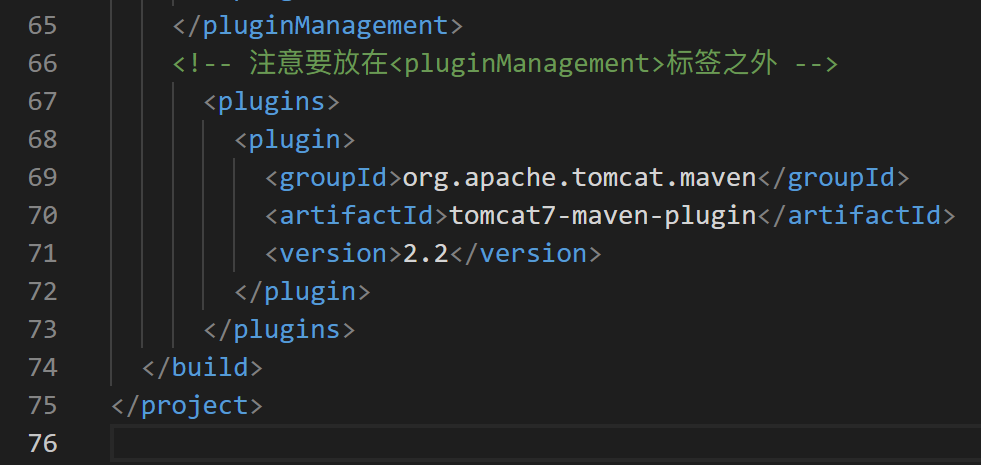 65 </pluginManagement>
66 <!-- 注意要放在<pluginManagement>标签之外 -->
67 <plugins>
68 <plugin>
69 <groupId>org.apache.tomcat.maven</groupId>
70 <artifactId>tomcat7-maven-plugin</artifactId>
71 <version>2.2</version>
72 </plugin>
73 </plugins>
74 </build>
75 </project>
76